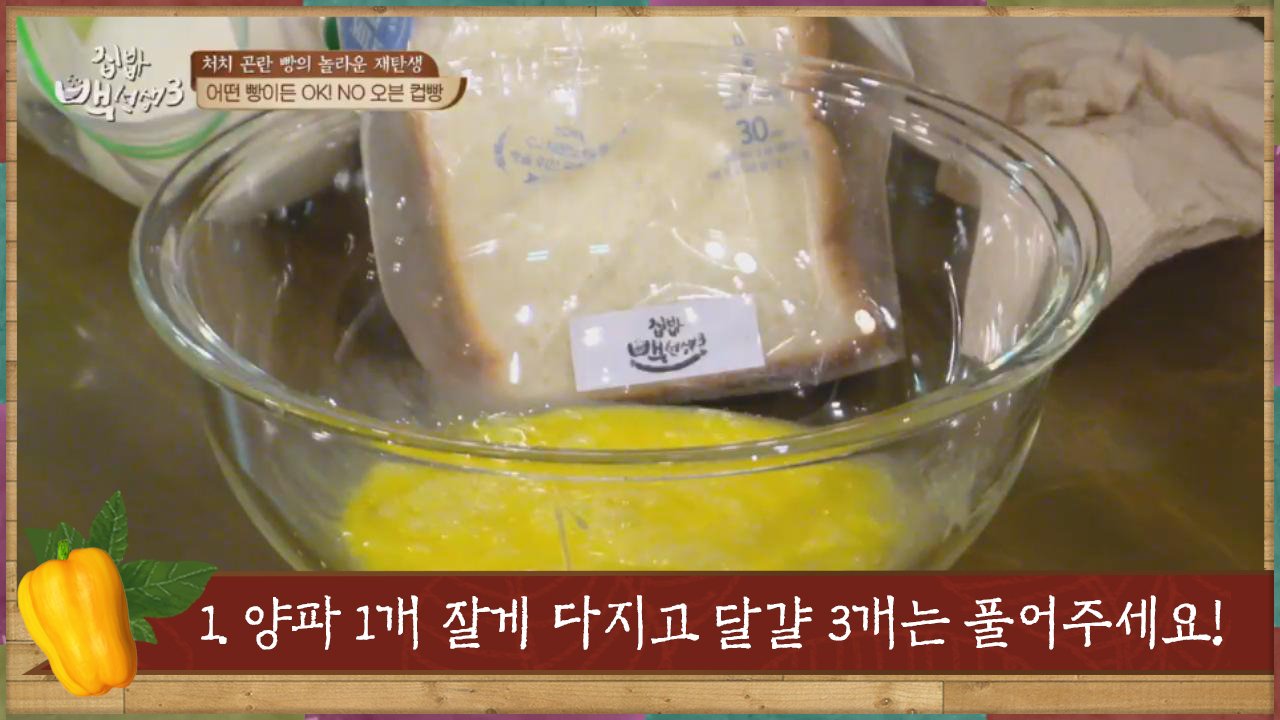 집밥
백선생3
처치 곤란 빵의 놀라운 재탄생
어떤 빵이든 OK! NO 오븐 컵빵
30
집밥
백선생3
1. 양파 1개 잘게 다지고 달걀 3개는 풀어주세요!